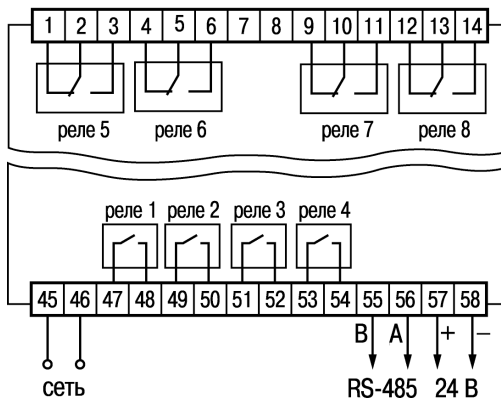 1 2 3 4 5 6 7 8 9 10 11 12 13 14
реле 5 реле 6 реле 7 реле 8
реле 1 реле 2 реле 3 реле 4
45 46 47 48 49 50 51 52 53 54 55 56 57 58
B A + −
сеть RS-485 24 В